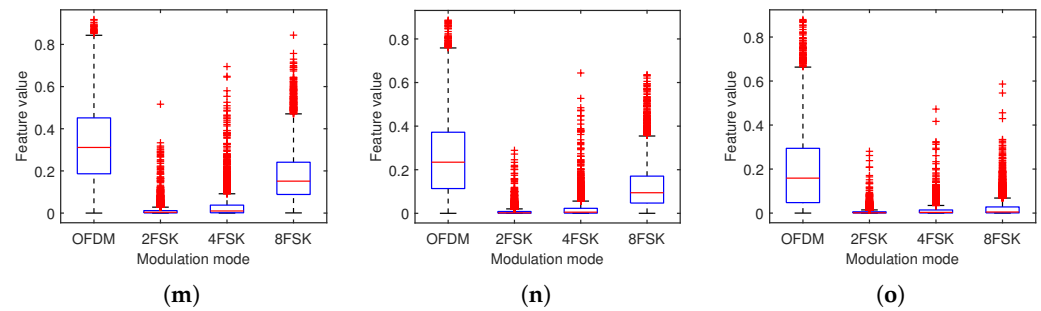 Feature value
0.8
0.6
0.4
0.2
0
OFDM 2FSK 4FSK 8FSK
Modulation mode
(m)
Feature value
0.8
0.6
0.4
0.2
0
OFDM 2FSK 4FSK 8FSK
Modulation mode
(n)
Feature value
0.8
0.6
0.4
0.2
0
OFDM 2FSK 4FSK 8FSK
Modulation mode
(o)